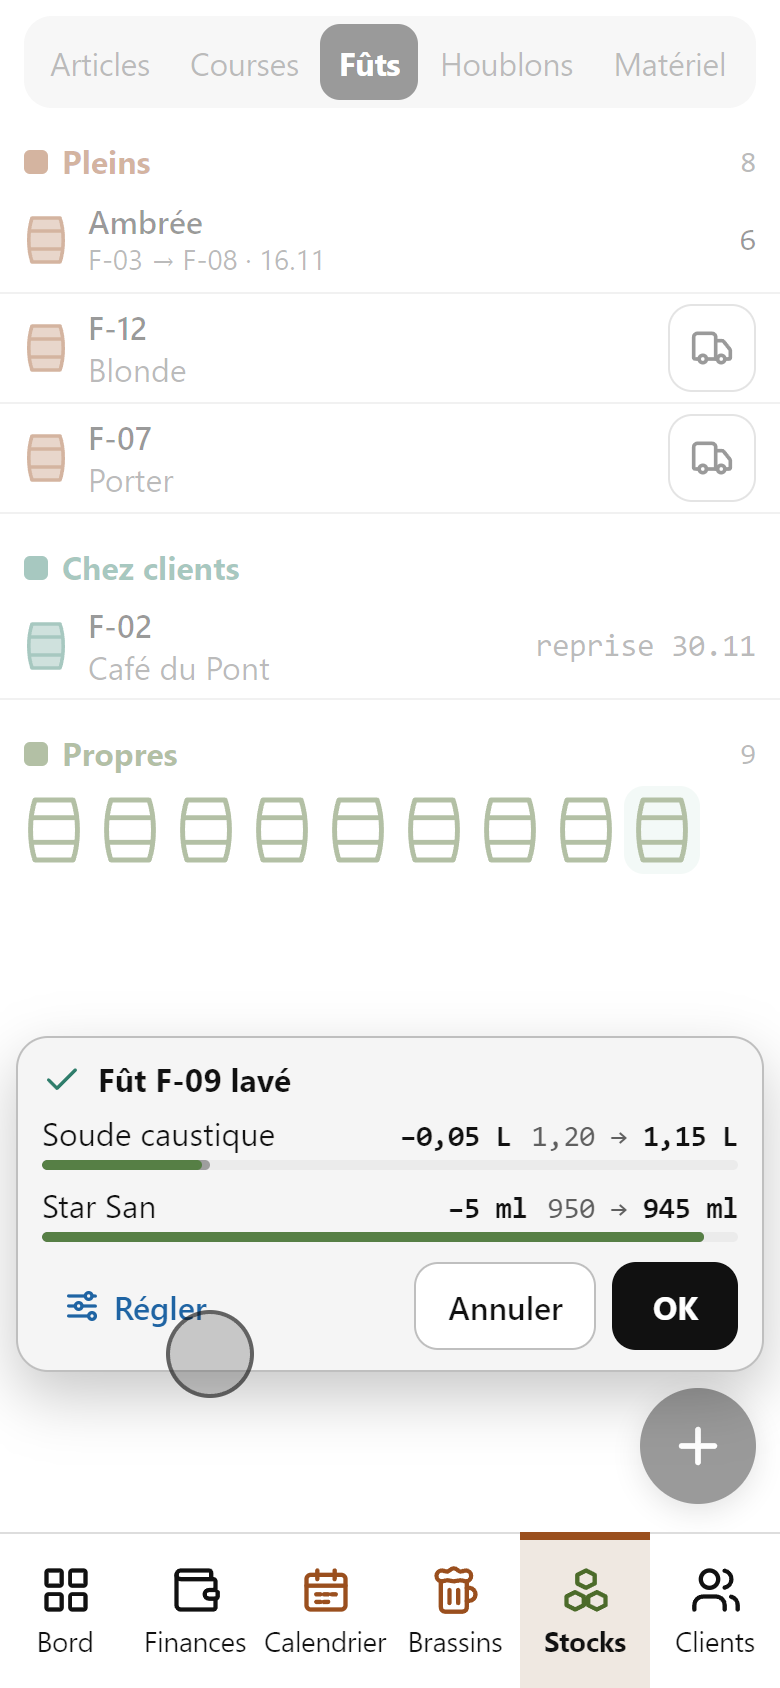 Articles Courses Fûts Houblons Matériel
Pleins 8
Ambrée
F-03 → F-08 · 16.11 6
F-12
Blonde
F-07
Porter
Chez clients
F-02
Café du Pont
reprise 30.11
Propres 9
Fût F-09 lavé
Soude caustique −0,05 L 1,20 → 1,15 L
Star San −5 ml 950 → 945 ml
Régler Annuler OK
Bord Finances Calendrier Brassins Stocks Clients